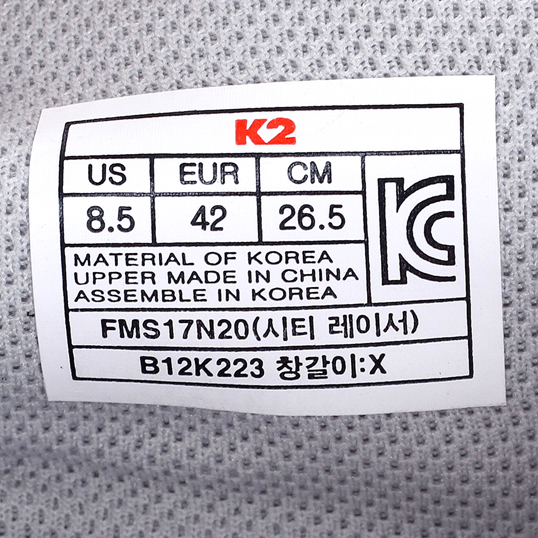 K2
US EUR CM
8.5 42 26.5
KC
MATERIAL OF KOREA
UPPER MADE IN CHINA
ASSEMBLE IN KOREA
FMS17N20(시티 레이서)
B12K223 창갈이:X